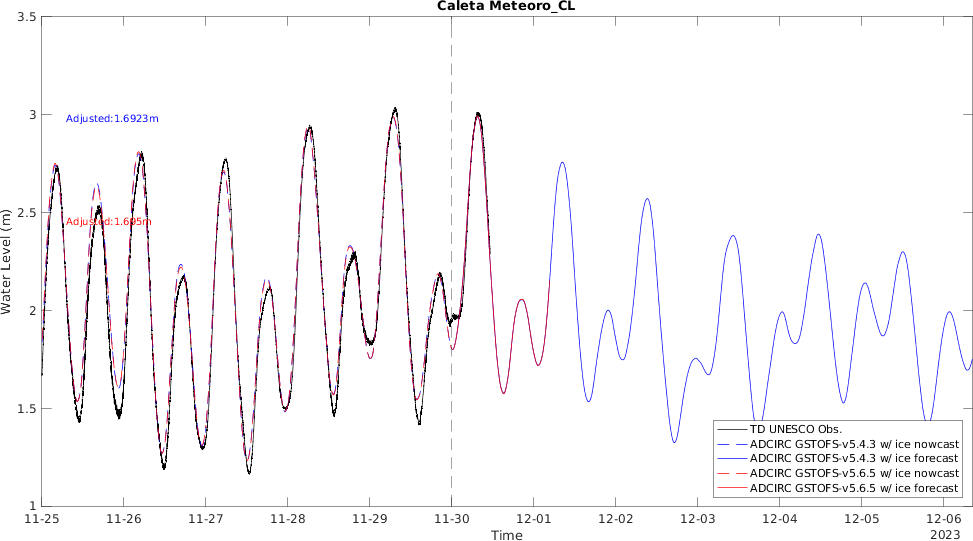 Caleta Meteoro_CL
3.5
3
2.5
2
1.5
1
Water Level (m)
Adjusted:1.6923m
Adjusted:1.695m
TD UNESCO Obs.
ADCIRC GSTOFS-v5.4.3 w/ ice nowcast
ADCIRC GSTOFS-v5.4.3 w/ ice forecast
ADCIRC GSTOFS-v5.6.5 w/ ice nowcast
ADCIRC GSTOFS-v5.6.5 w/ ice forecast
11-25 11-26 11-27 11-28 11-29 11-30 12-01 12-02 12-03 12-04 12-05 12-06
Time
2023